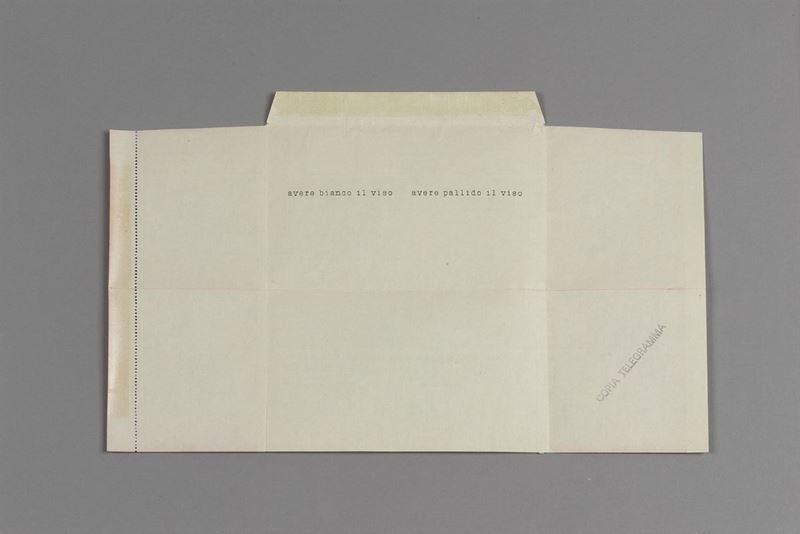 avere bianco il viso avere pallido il viso
COPIA TELEGRAMMA